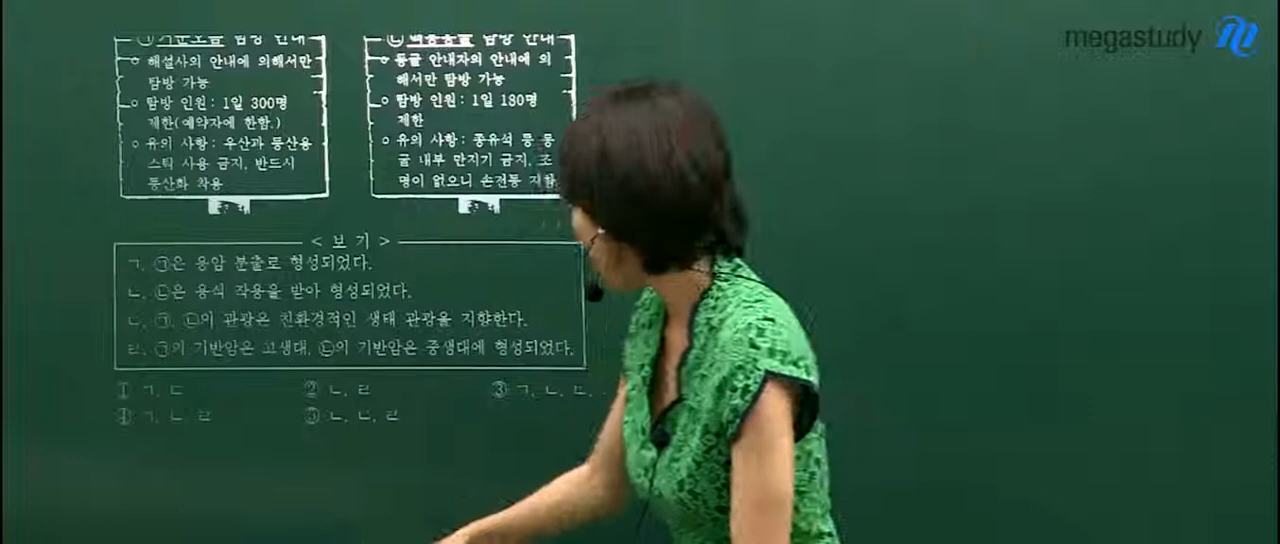 megastudy
㉠ 거문오름 탐방 안내
○ 해설사의 안내에 의해서만
탐방 가능
○ 탐방 인원 : 1일 300명
제한(예약자에 한함.)
○ 유의 사항 : 우산과 등산용
스틱 사용 금지, 반드시
등산화 착용
㉡ 백룡동굴 탐방 안내
○ 동굴 안내자의 안내에 의
해서만 탐방 가능
○ 탐방 인원 : 1일 180명
제한
○ 유의 사항 : 종유석 등 동
굴 내부 만지기 금지, 조
명이 없으니 손전등 지참
< 보 기 >
ㄱ. ㉠은 용암 분출로 형성되었다.
ㄴ. ㉡은 용식 작용을 받아 형성되었다.
ㄷ. ㉠, ㉡의 관광은 친환경적인 생태 관광을 지향한다.
ㄹ. ㉠의 기반암은 고생대, ㉡의 기반암은 중생대에 형성되었다.
① ㄱ, ㄷ ② ㄴ, ㄹ ③ ㄱ, ㄴ, ㄷ
④ ㄱ, ㄴ, ㄹ ⑤ ㄴ, ㄷ, ㄹ